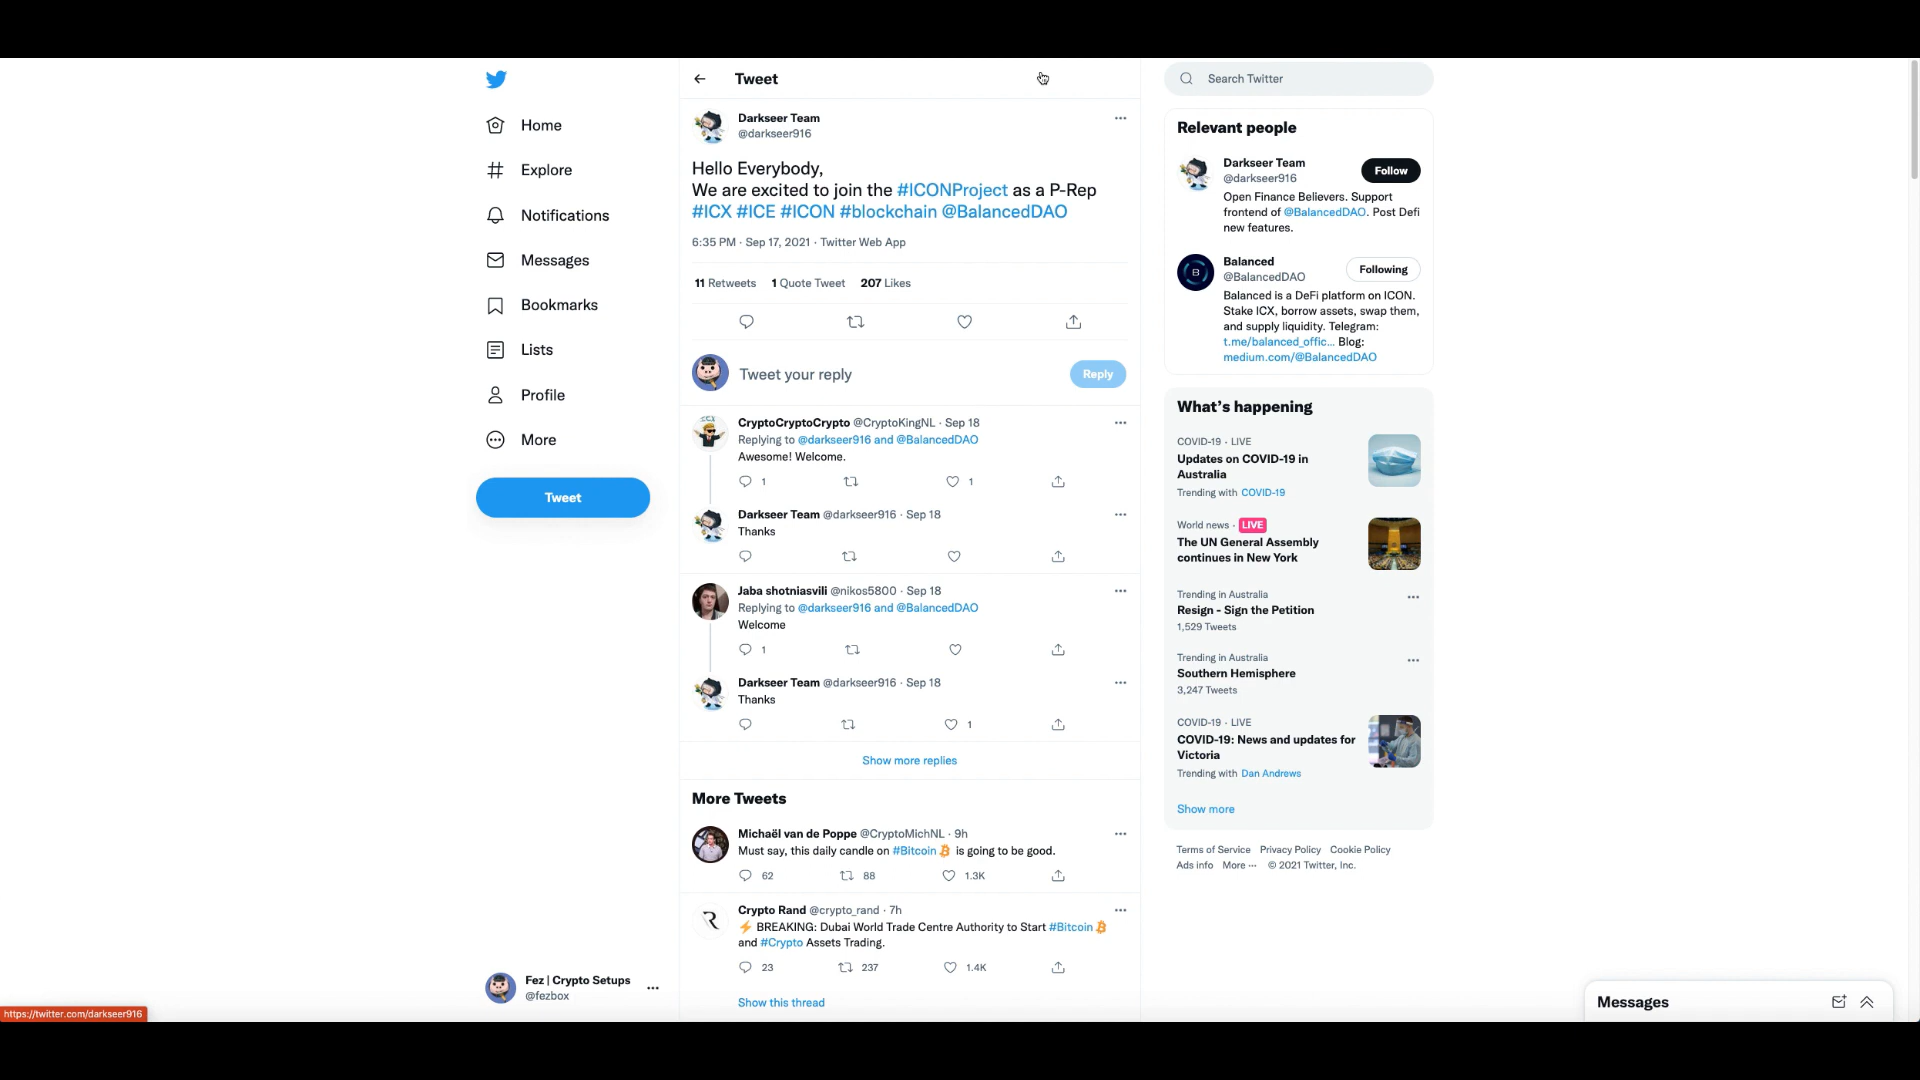 Home
Explore
Notifications
Messages
Bookmarks
Lists
Profile
More
Tweet
Fez | Crypto Setups
@fezbox
https://twitter.com/darkseer916
Tweet
Darkseer Team
@darkseer916
Hello Everybody,
We are excited to join the #ICONProject as a P-Rep
#ICX #ICE #ICON #blockchain @BalancedDAO
6:35 PM · Sep 17, 2021 · Twitter Web App
11 Retweets 1 Quote Tweet 207 Likes
Tweet your reply
Reply
CryptoCryptoCrypto @CryptoKingNL · Sep 18
Replying to @darkseer916 and @BalancedDAO
Awesome! Welcome.
1 1
Darkseer Team @darkseer916 · Sep 18
Thanks
Jaba shotniasvili @nikos5800 · Sep 18
Replying to @darkseer916 and @BalancedDAO
Welcome
1
Darkseer Team @darkseer916 · Sep 18
Thanks
1
Show more replies
More Tweets
Michaël van de Poppe @CryptoMichNL · 9h
Must say, this daily candle on #Bitcoin is going to be good.
62 88 1.3K
Crypto Rand @crypto_rand · 7h
⚡ BREAKING: Dubai World Trade Centre Authority to Start #Bitcoin
and #Crypto Assets Trading.
23 237 1.4K
Show this thread
Search Twitter
Relevant people
Darkseer Team
@darkseer916
Follow
Open Finance Believers. Support
frontend of @BalancedDAO. Post Defi
new features.
B
Balanced
@BalancedDAO
Following
Balanced is a DeFi platform on ICON.
Stake ICX, borrow assets, swap them,
and supply liquidity. Telegram:
t.me/balanced_offic... Blog:
medium.com/@BalancedDAO
What's happening
COVID-19 · LIVE
Updates on COVID-19 in
Australia
Trending with COVID-19
World news · LIVE
The UN General Assembly
continues in New York
Trending in Australia
Resign - Sign the Petition
1,529 Tweets
Trending in Australia
Southern Hemisphere
3,247 Tweets
COVID-19 · LIVE
COVID-19: News and updates for
Victoria
Trending with Dan Andrews
Show more
Terms of Service Privacy Policy Cookie Policy
Ads info More ··· © 2021 Twitter, Inc.
Messages